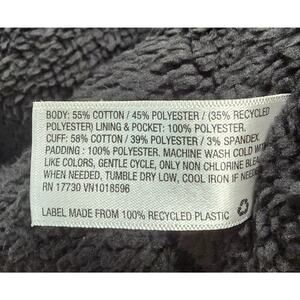 BODY: 55% COTTON / 45% POLYESTER / (35% RECYCLED
POLYESTER) LINING & POCKET: 100% POLYESTER.
CUFF: 58% COTTON / 39% POLYESTER / 3% SPANDEX.
PADDING : 100% POLYESTER. MACHINE WASH COLD WITH
LIKE COLORS, GENTLE CYCLE, ONLY NON CHLORINE BLEACH
WHEN NEEDED, TUMBLE DRY LOW, COOL IRON IF NEEDED
RN 17730 VN1018596
LABEL MADE FROM 100% RECYCLED PLASTIC